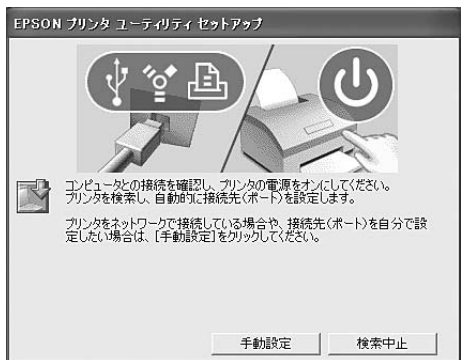 EPSON プリンタ ユーティリティ セットアップ
コンピュータとの接続を確認し、プリンタの電源をオンにしてください。
プリンタを検索し、自動的に接続先(ポート)を設定します。
プリンタをネットワークで接続している場合や、接続先(ポート)を自分で設
定したい場合は、[手動設定]をクリックしてください。
手動設定
検索中止